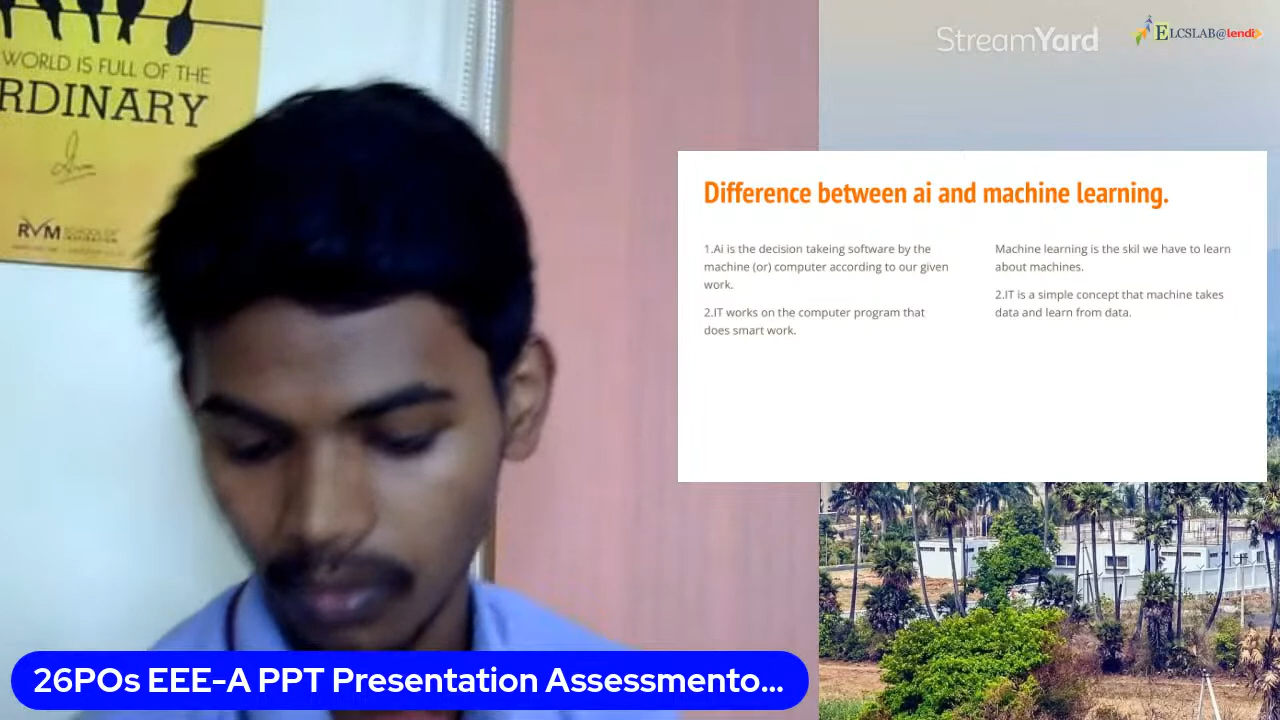 WORLD IS FULL OF THE
RDINARY
RVM
StreamYard
ELCSLAB@lendi
Difference between ai and machine learning.
1.Ai is the decision takeing software by the
machine (or) computer according to our given
work.
2.IT works on the computer program that
does smart work.
Machine learning is the skil we have to learn
about machines.
2.IT is a simple concept that machine takes
data and learn from data.
26POs EEE-A PPT Presentation Assessmento...